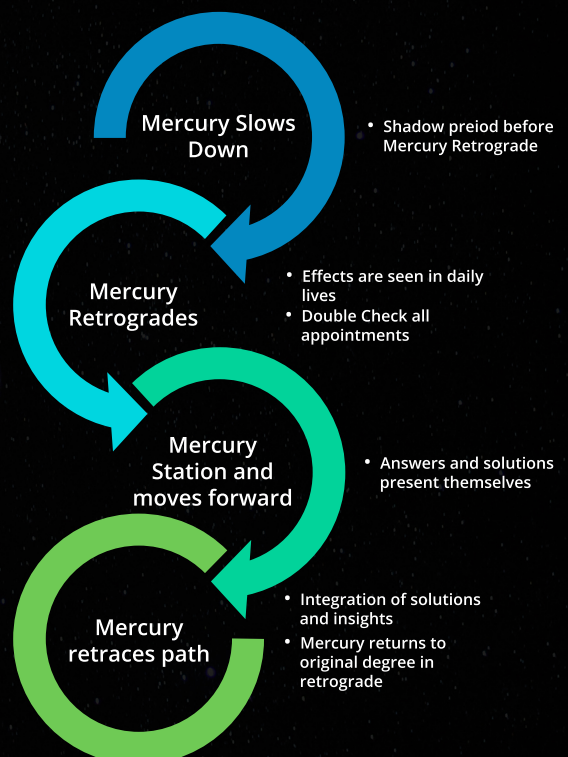 Mercury Slows
Down
• Shadow preiod before
Mercury Retrograde
Mercury
Retrogrades
• Effects are seen in daily
lives
• Double Check all
appointments
Mercury
Station and
moves forward
• Answers and solutions
present themselves
Mercury
retraces path
• Integration of solutions
and insights
• Mercury returns to
original degree in
retrograde